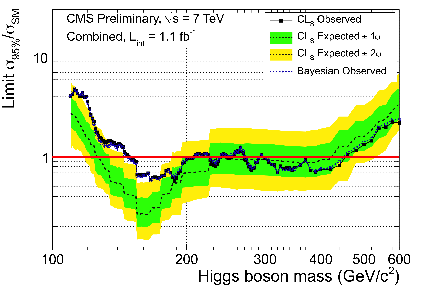 CMS Preliminary, √s = 7 TeV
Combined, L_int = 1.1 fb⁻¹
CLS Observed
CLS Expected ± 1σ
CLS Expected ± 2σ
Bayesian Observed
Limit σ95%/σSM
10
1
100 200 300 400 500 600
Higgs boson mass (GeV/c²)